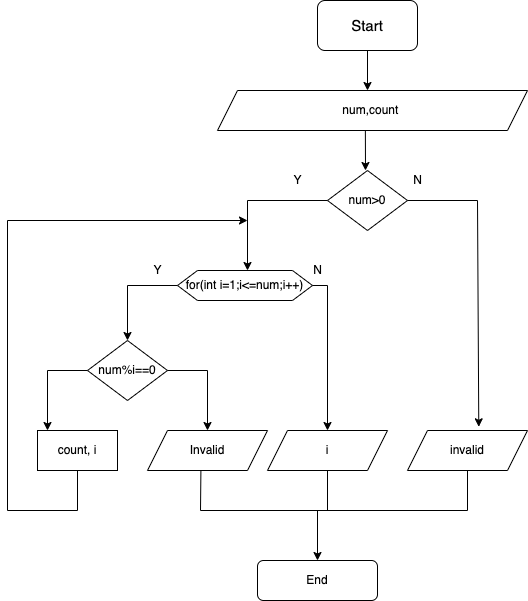 Start
num,count
Y
N
num>0
Y
N
for(int i=1;i<=num;i++)
num%i==0
count, i
Invalid
i
invalid
End